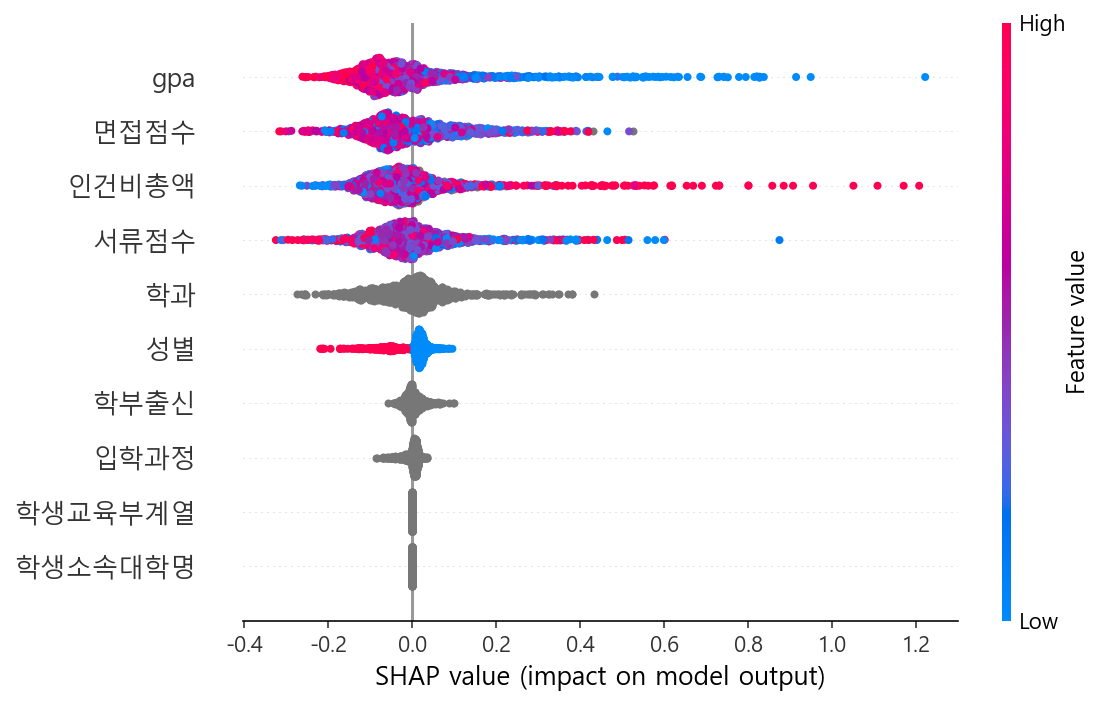 High
gpa
면접점수
인건비총액
서류점수
학과
성별
학부출신
입학과정
학생교육부계열
학생소속대학명
Feature value
Low
-0.4 -0.2 0.0 0.2 0.4 0.6 0.8 1.0 1.2
SHAP value (impact on model output)